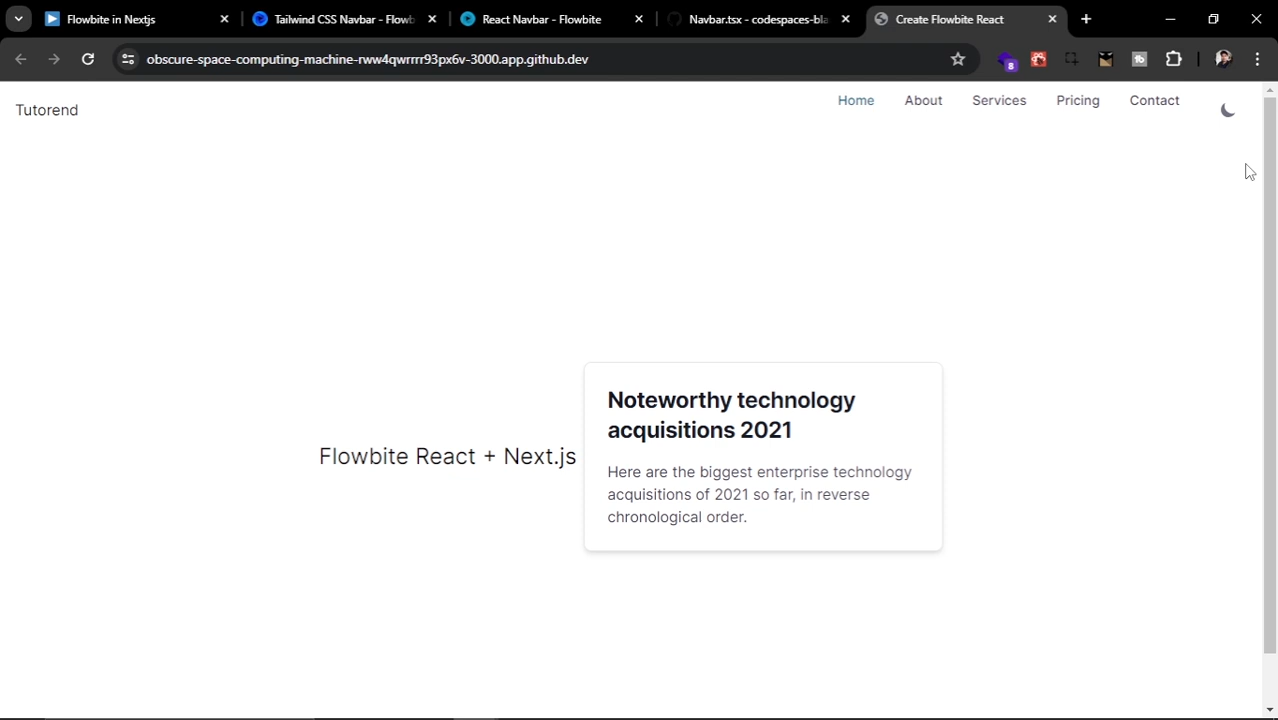 Flowbite in Nextjs
Tailwind CSS Navbar - Flowb
React Navbar - Flowbite
Navbar.tsx - codespaces-bla
Create Flowbite React
obscure-space-computing-machine-rww4qwrrrr93px6v-3000.app.github.dev
8
Tutorend
Home
About
Services
Pricing
Contact
Flowbite React + Next.js
Noteworthy technology
acquisitions 2021
Here are the biggest enterprise technology
acquisitions of 2021 so far, in reverse
chronological order.